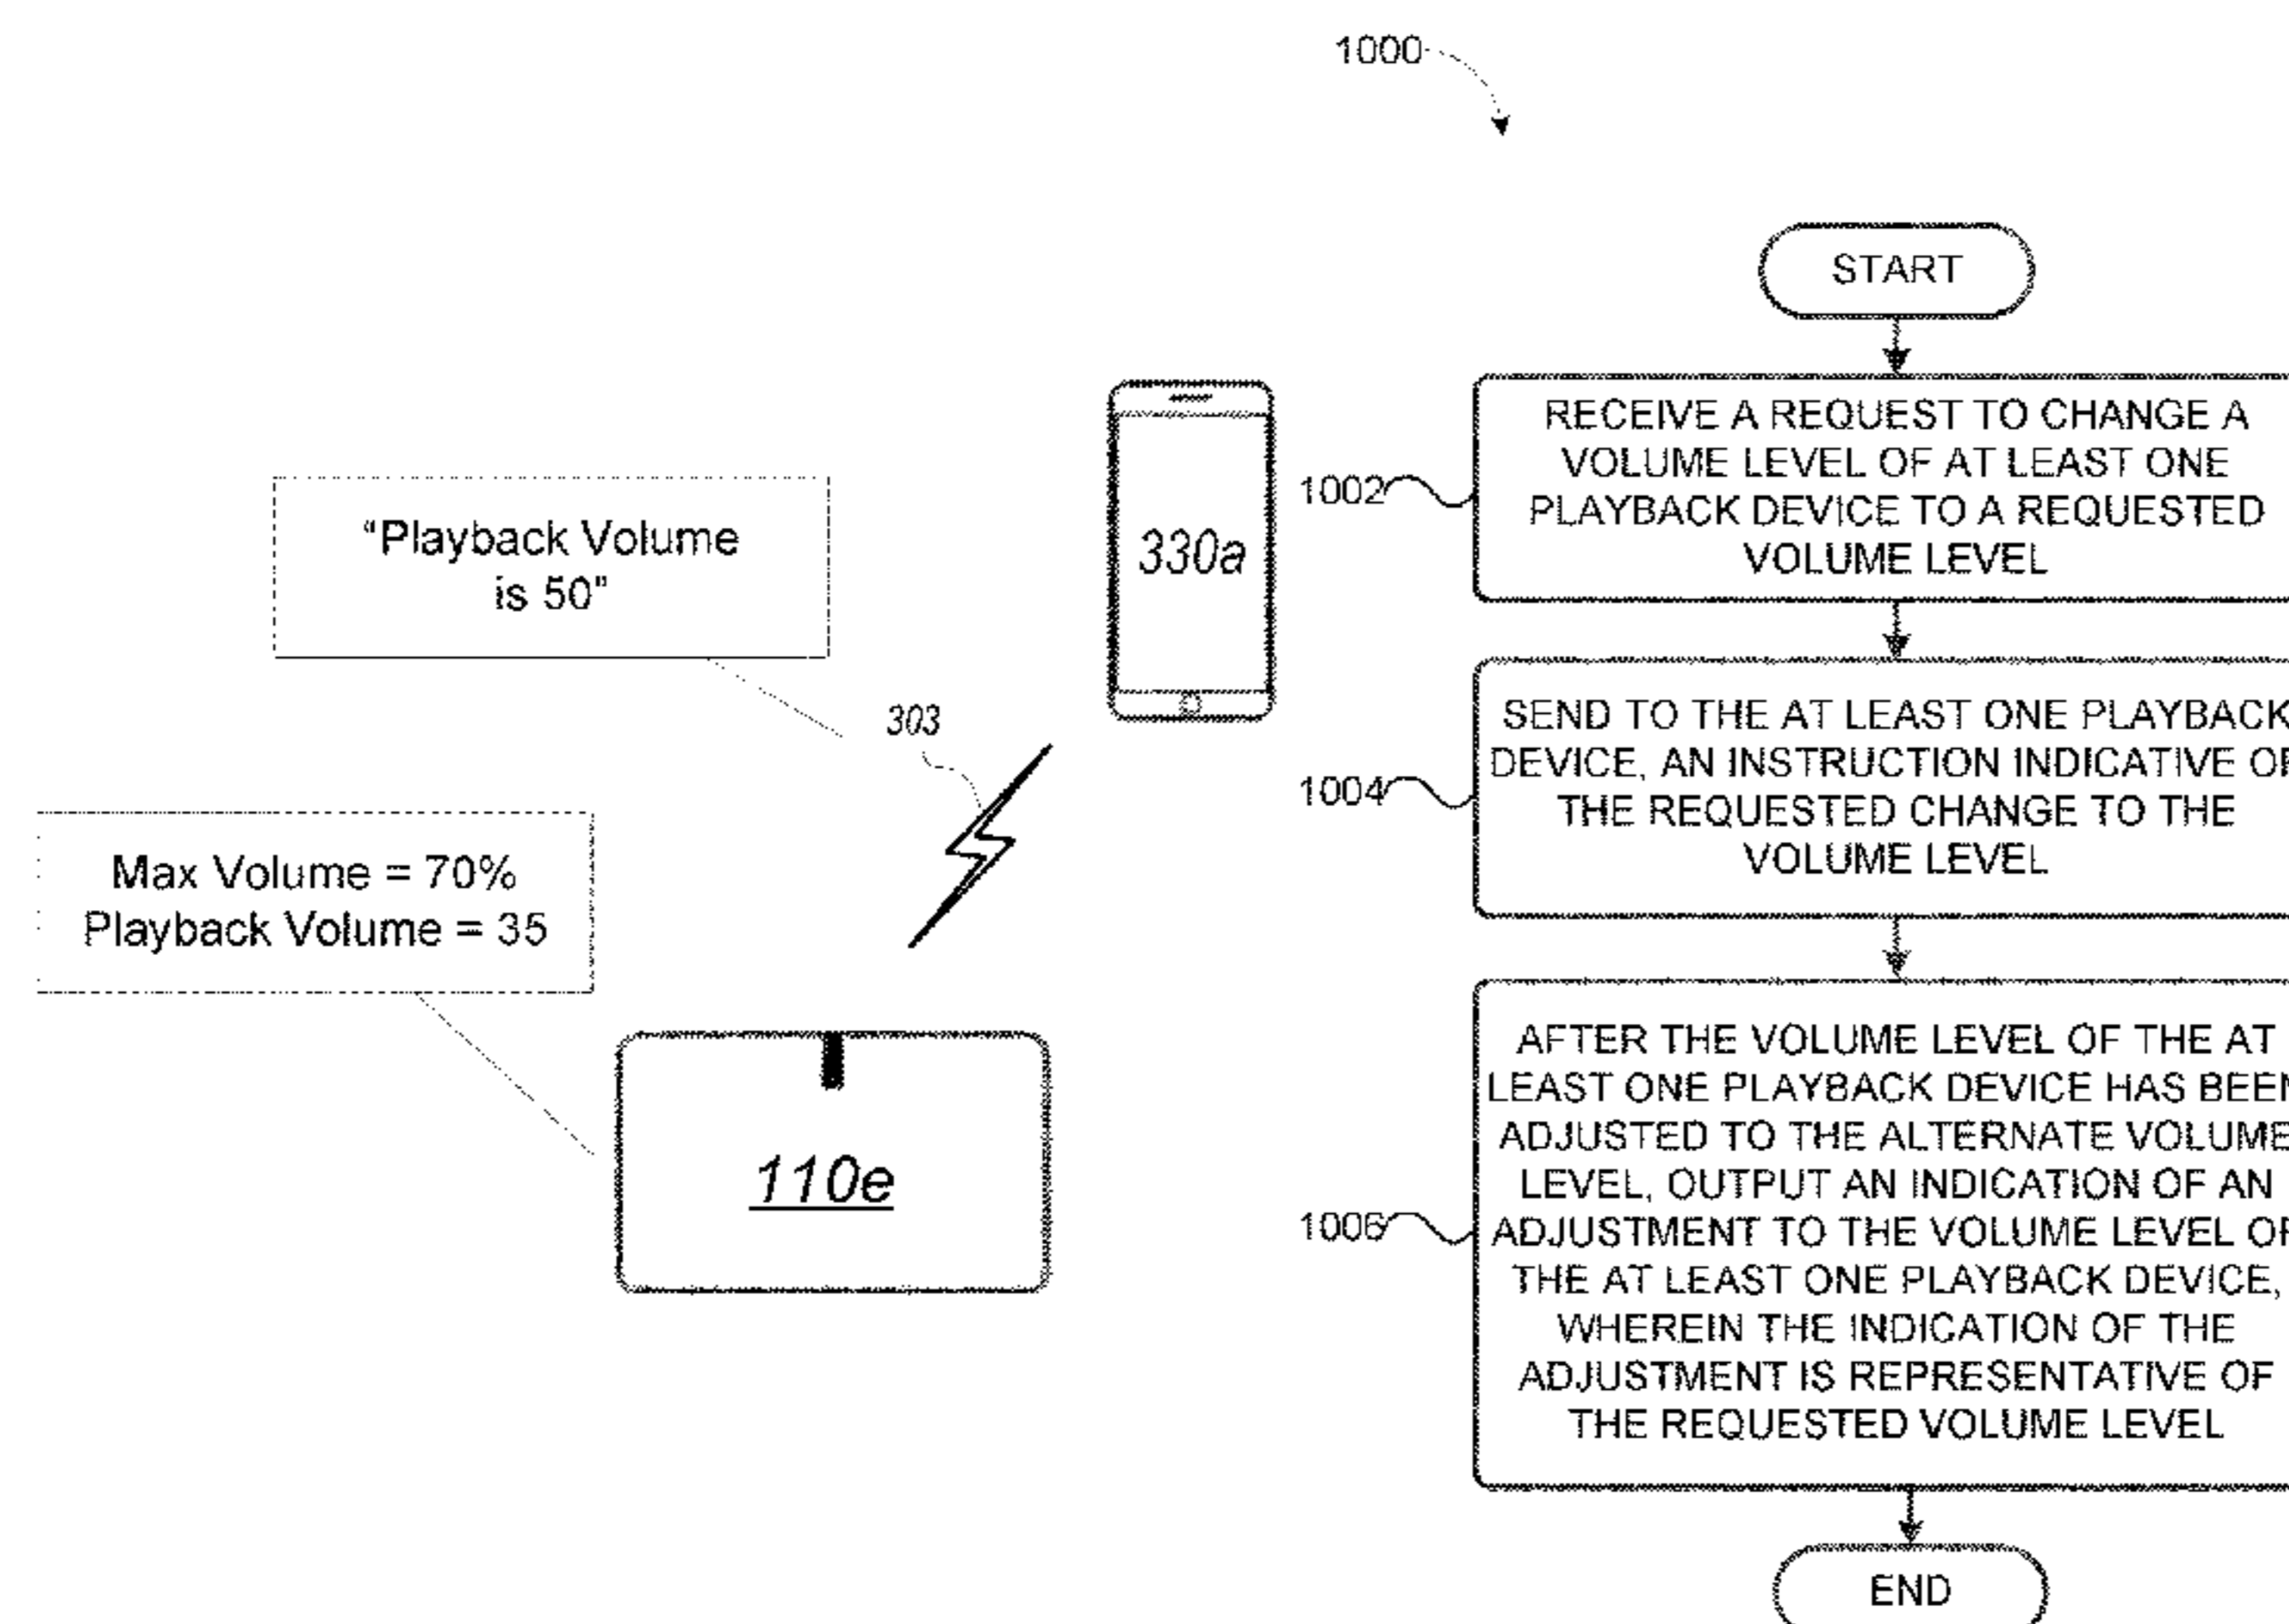 1000
START
RECEIVE A REQUEST TO CHANGE A
VOLUME LEVEL OF AT LEAST ONE
PLAYBACK DEVICE TO A REQUESTED
VOLUME LEVEL
1002
SEND TO THE AT LEAST ONE PLAYBACK
DEVICE, AN INSTRUCTION INDICATIVE OF
THE REQUESTED CHANGE TO THE
VOLUME LEVEL
1004
AFTER THE VOLUME LEVEL OF THE AT
LEAST ONE PLAYBACK DEVICE HAS BEEN
ADJUSTED TO THE ALTERNATE VOLUME
LEVEL, OUTPUT AN INDICATION OF AN
ADJUSTMENT TO THE VOLUME LEVEL OF
THE AT LEAST ONE PLAYBACK DEVICE,
WHEREIN THE INDICATION OF THE
ADJUSTMENT IS REPRESENTATIVE OF
THE REQUESTED VOLUME LEVEL
1006
END
330a
"Playback Volume
is 50"
303
Max Volume = 70%
Playback Volume = 35
110e